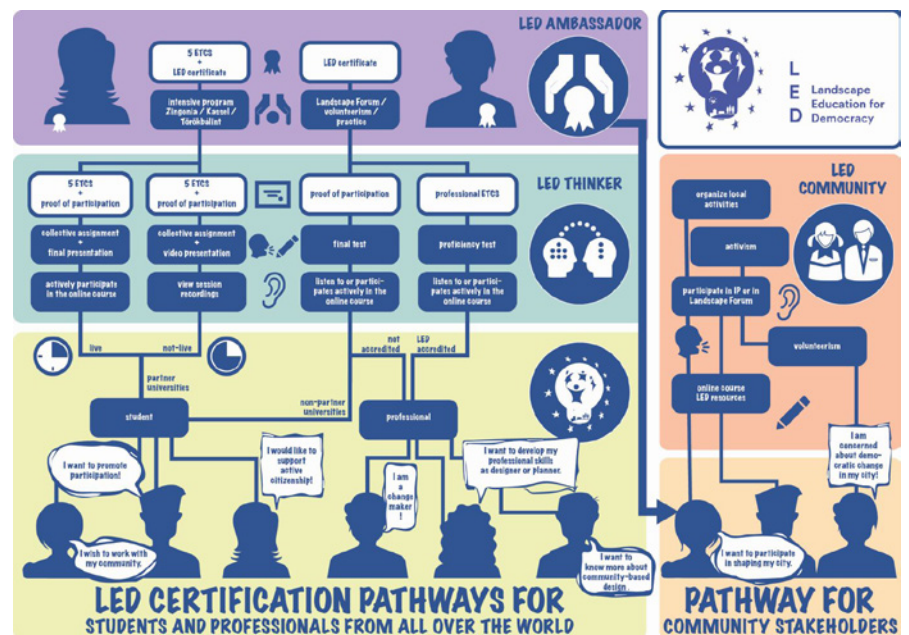 LED AMBASSADOR
5 ETCS
+
LED certificate
LED certificate
intensive program
Zingonia / Kassel /
Törökbálint
Landscape Forum /
volunteerism /
practice
L
E
D
Landscape
Education for
Democracy
LED THINKER
5 ETCS
+
proof of participation
5 ETCS
+
proof of participation
proof of participation
professional ETCS
collective assignment
+
final presentation
collective assignment
+
video presentation
final test
proficiency test
actively participate
in the online course
view session
recordings
listen to or partici-
pates actively in the
online course
listen to or partici-
pates actively in the
online course
LED
COMMUNITY
organize local
activities
activism
participate in IP or in
Landscape Forum
volunteerism
online course
LED resources
live
not-live
not
accredited
LED
accredited
partner
universities
non-partner
universities
student
professional
I want to promote
participation!
I would like to
support
active
citizenship!
I wish to work with
my community.
I am
a
change
maker
!
I want to develop my
professional skills
as designer or planner.
I want to
know more about
community-based
design.
I am
concerned
about demo-
cratic change
in my city!
I want to participate
in shaping my city.
LED CERTIFICATION PATHWAYS FOR
STUDENTS AND PROFESSIONALS FROM ALL OVER THE WORLD
PATHWAY FOR
COMMUNITY STAKEHOLDERS